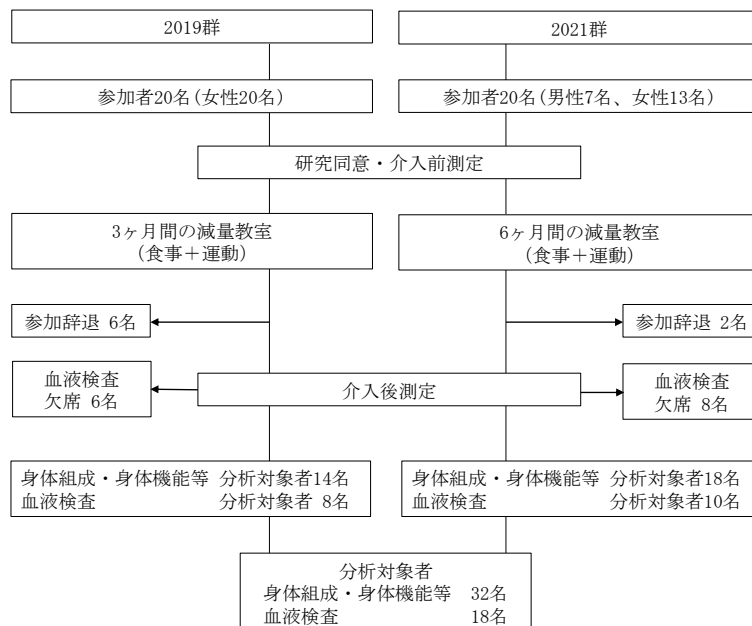 2019群
2021群
参加者20名(女性20名)
参加者20名(男性7名、女性13名)
研究同意・介入前測定
3ヶ月間の減量教室
(食事＋運動)
6ヶ月間の減量教室
(食事＋運動)
参加辞退 6名
参加辞退 2名
血液検査
欠席 6名
介入後測定
血液検査
欠席 8名
身体組成・身体機能等 分析対象者14名
血液検査 分析対象者 8名
身体組成・身体機能等 分析対象者18名
血液検査 分析対象者10名
分析対象者
身体組成・身体機能等 32名
血液検査 18名